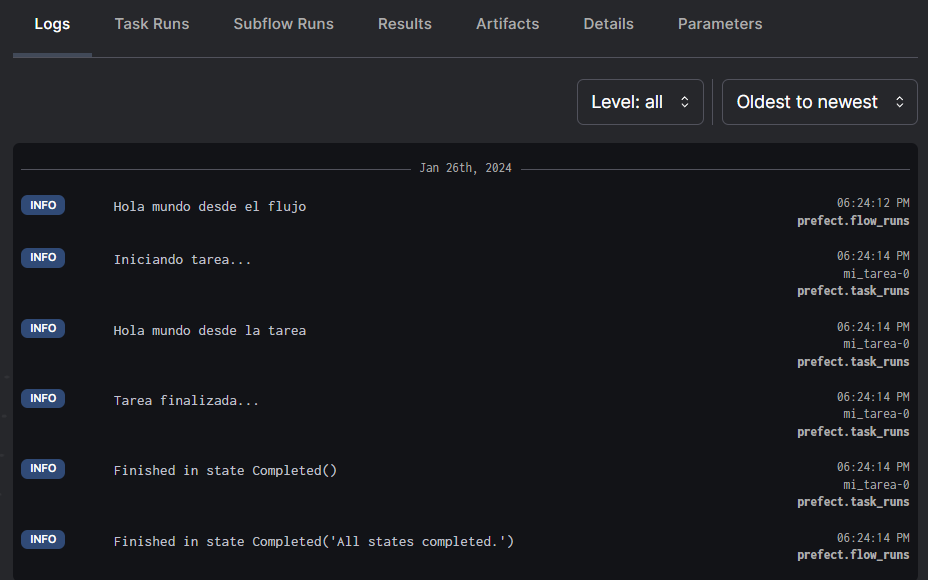 Logs Task Runs Subflow Runs Results Artifacts Details Parameters
Level: all Oldest to newest
Jan 26th, 2024
INFO Hola mundo desde el flujo 06:24:12 PM
prefect.flow_runs
INFO Iniciando tarea... 06:24:14 PM
mi_tarea-0
prefect.task_runs
INFO Hola mundo desde la tarea 06:24:14 PM
mi_tarea-0
prefect.task_runs
INFO Tarea finalizada... 06:24:14 PM
mi_tarea-0
prefect.task_runs
INFO Finished in state Completed() 06:24:14 PM
mi_tarea-0
prefect.task_runs
INFO Finished in state Completed('All states completed.') 06:24:14 PM
prefect.flow_runs